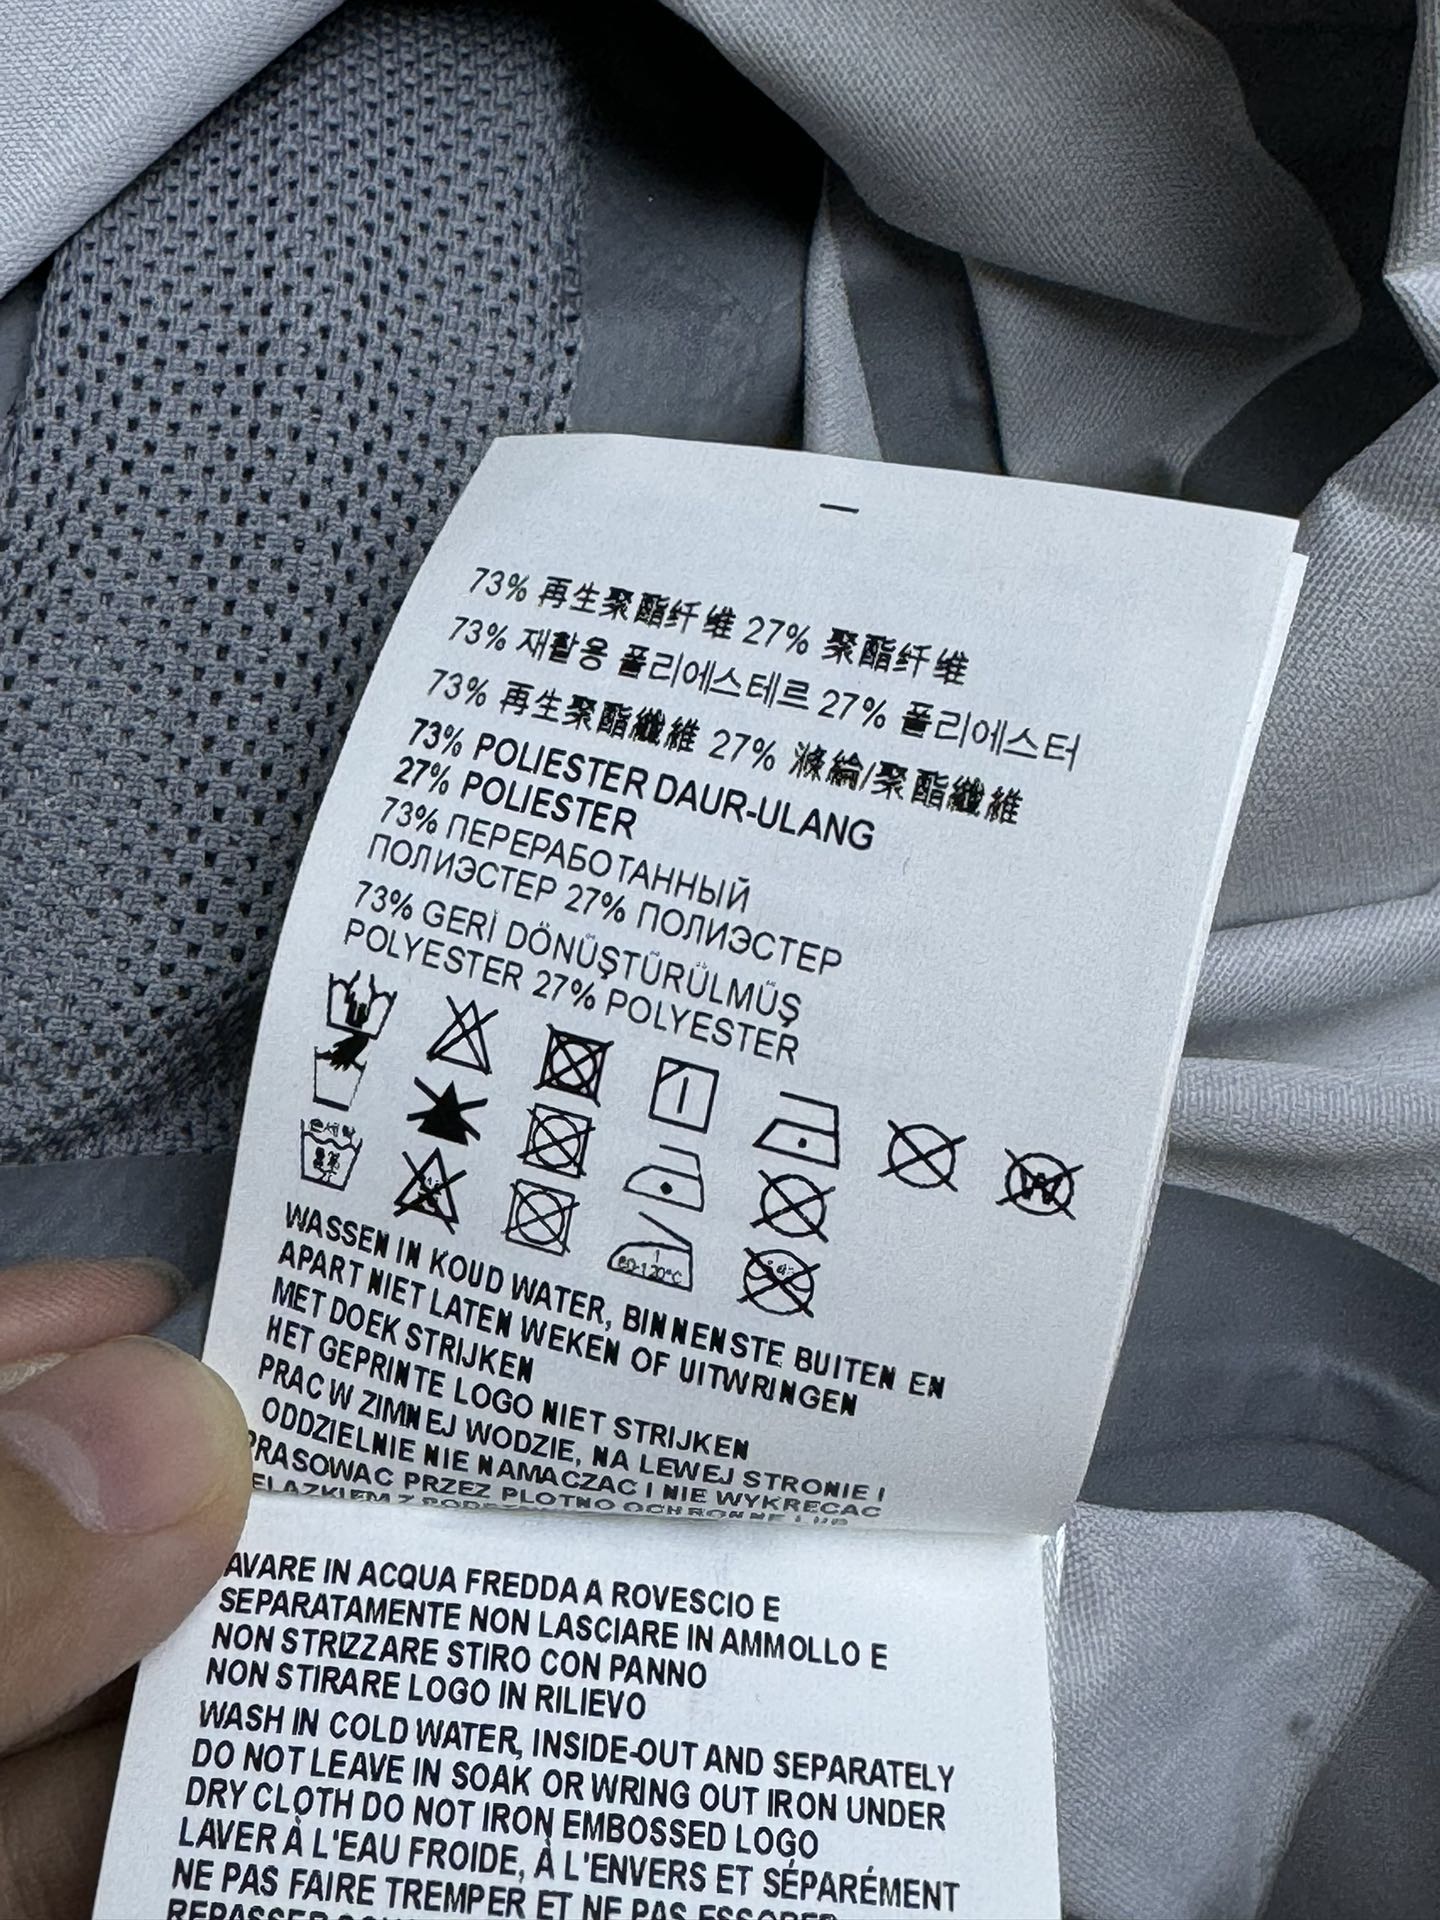 73% 再生聚酯纤维 27% 聚酯纤维
73% 재활용 폴리에스테르 27% 폴리에스터
73% 再生聚酯纖維 27% 滌綸/聚酯纖維
73% POLIESTER DAUR-ULANG
27% POLIESTER
73% ПЕРЕРАБОТАННЫЙ
ПОЛИЭСТЕР 27% ПОЛИЭСТЕР
73% GERİ DÖNÜŞTÜRÜLMÜŞ
POLYESTER 27% POLYESTER
W
80-120°C
WASSEN IN KOUD WATER, BINNENSTE BUITEN EN
APART NIET LATEN WEKEN OF UITWRINGEN
MET DOEK STRIJKEN
HET GEPRINTE LOGO NIET STRIJKEN
PRAC W ZIMNEJ WODZIE, NA LEWEJ STRONIE I
ODDZIELNIE NIE NAMACZAC I NIE WYKRECAC
PRASOWAC PRZEZ PLOTNO OCHRONNE LUB
AVARE IN ACQUA FREDDA A ROVESCIO E
SEPARATAMENTE NON LASCIARE IN AMMOLLO E
NON STRIZZARE STIRO CON PANNO
NON STIRARE LOGO IN RILIEVO
WASH IN COLD WATER, INSIDE-OUT AND SEPARATELY
DO NOT LEAVE IN SOAK OR WRING OUT IRON UNDER
DRY CLOTH DO NOT IRON EMBOSSED LOGO
LAVER À L'EAU FROIDE, À L'ENVERS ET SÉPARÉMENT
NE PAS FAIRE TREMPER ET NE PAS ESSORER